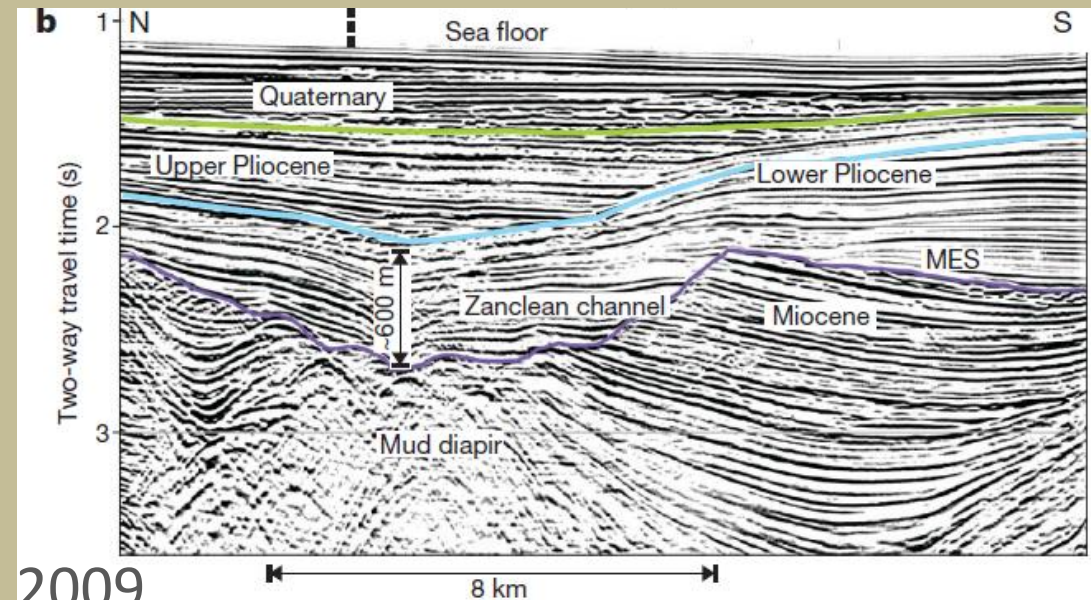 b
N
S
1
Sea floor
Quaternary
Upper Pliocene
Lower Pliocene
2
Two-way travel time (s)
MES
~600 m
Zanclean channel
Miocene
3
Mud diapir
8 km
2009